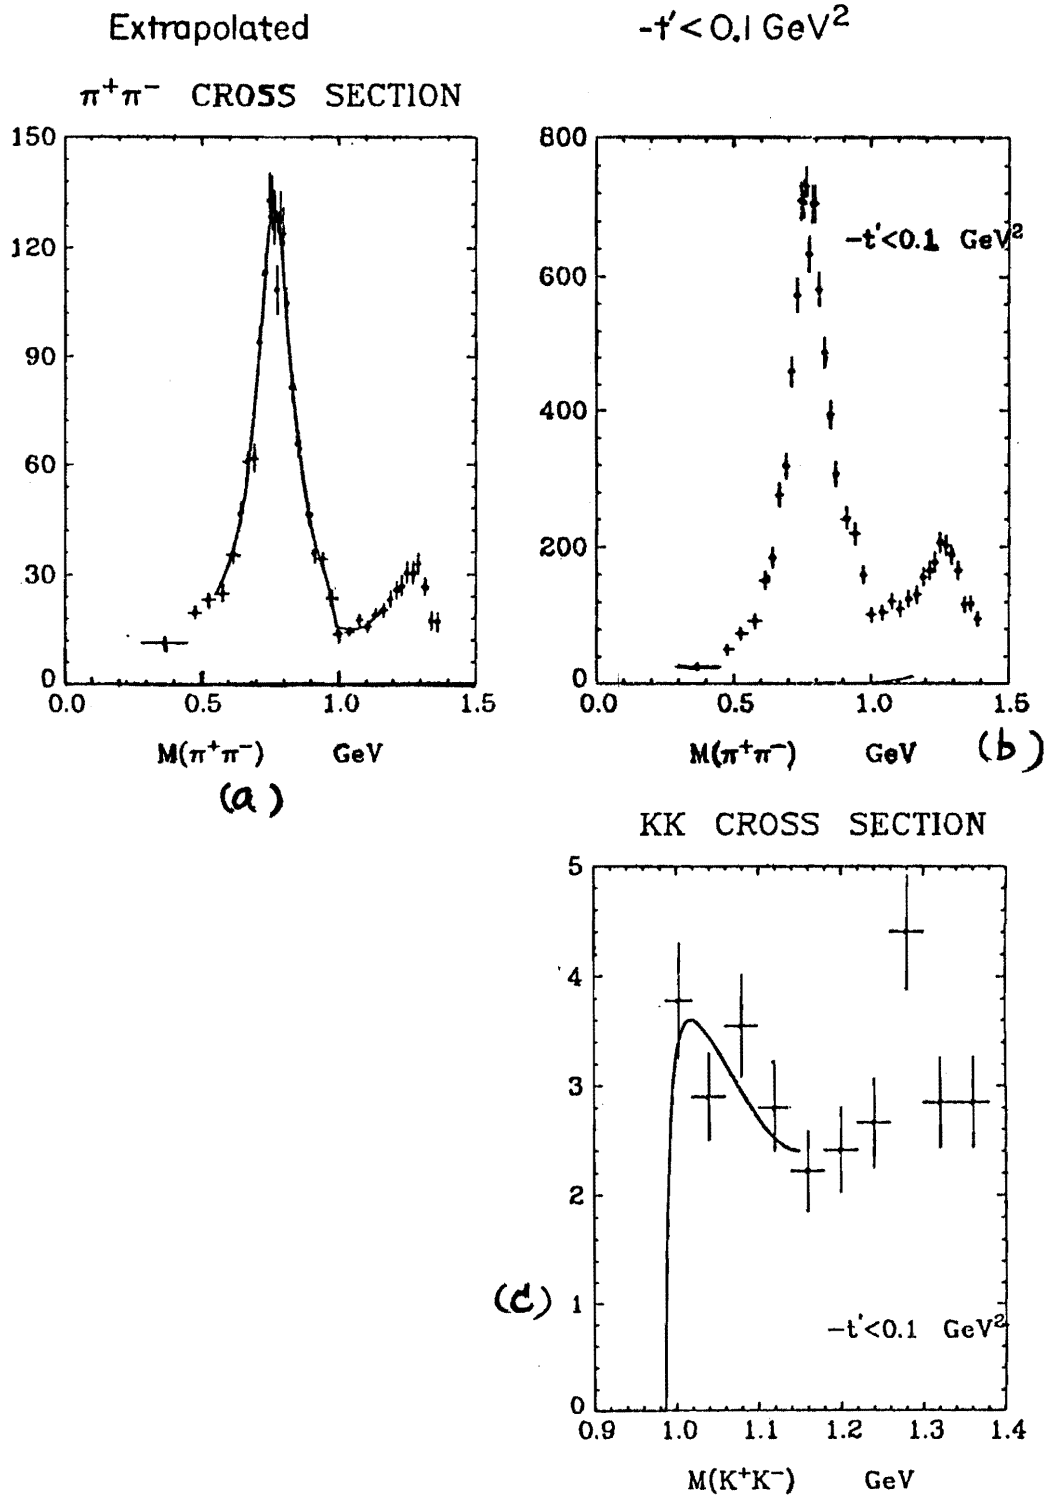 Extrapolated
-t'<0.1 GeV²
π⁺π⁻ CROSS SECTION
150
120
90
60
30
0
0.0 0.5 1.0 1.5
M(π⁺π⁻) GeV
(a)
800
600
400
200
0
-t'<0.1 GeV²
0.0 0.5 1.0 1.5
M(π⁺π⁻) GeV
(b)
KK CROSS SECTION
5
4
3
2
1
0
(c)
-t'<0.1 GeV²
0.9 1.0 1.1 1.2 1.3 1.4
M(K⁺K⁻) GeV